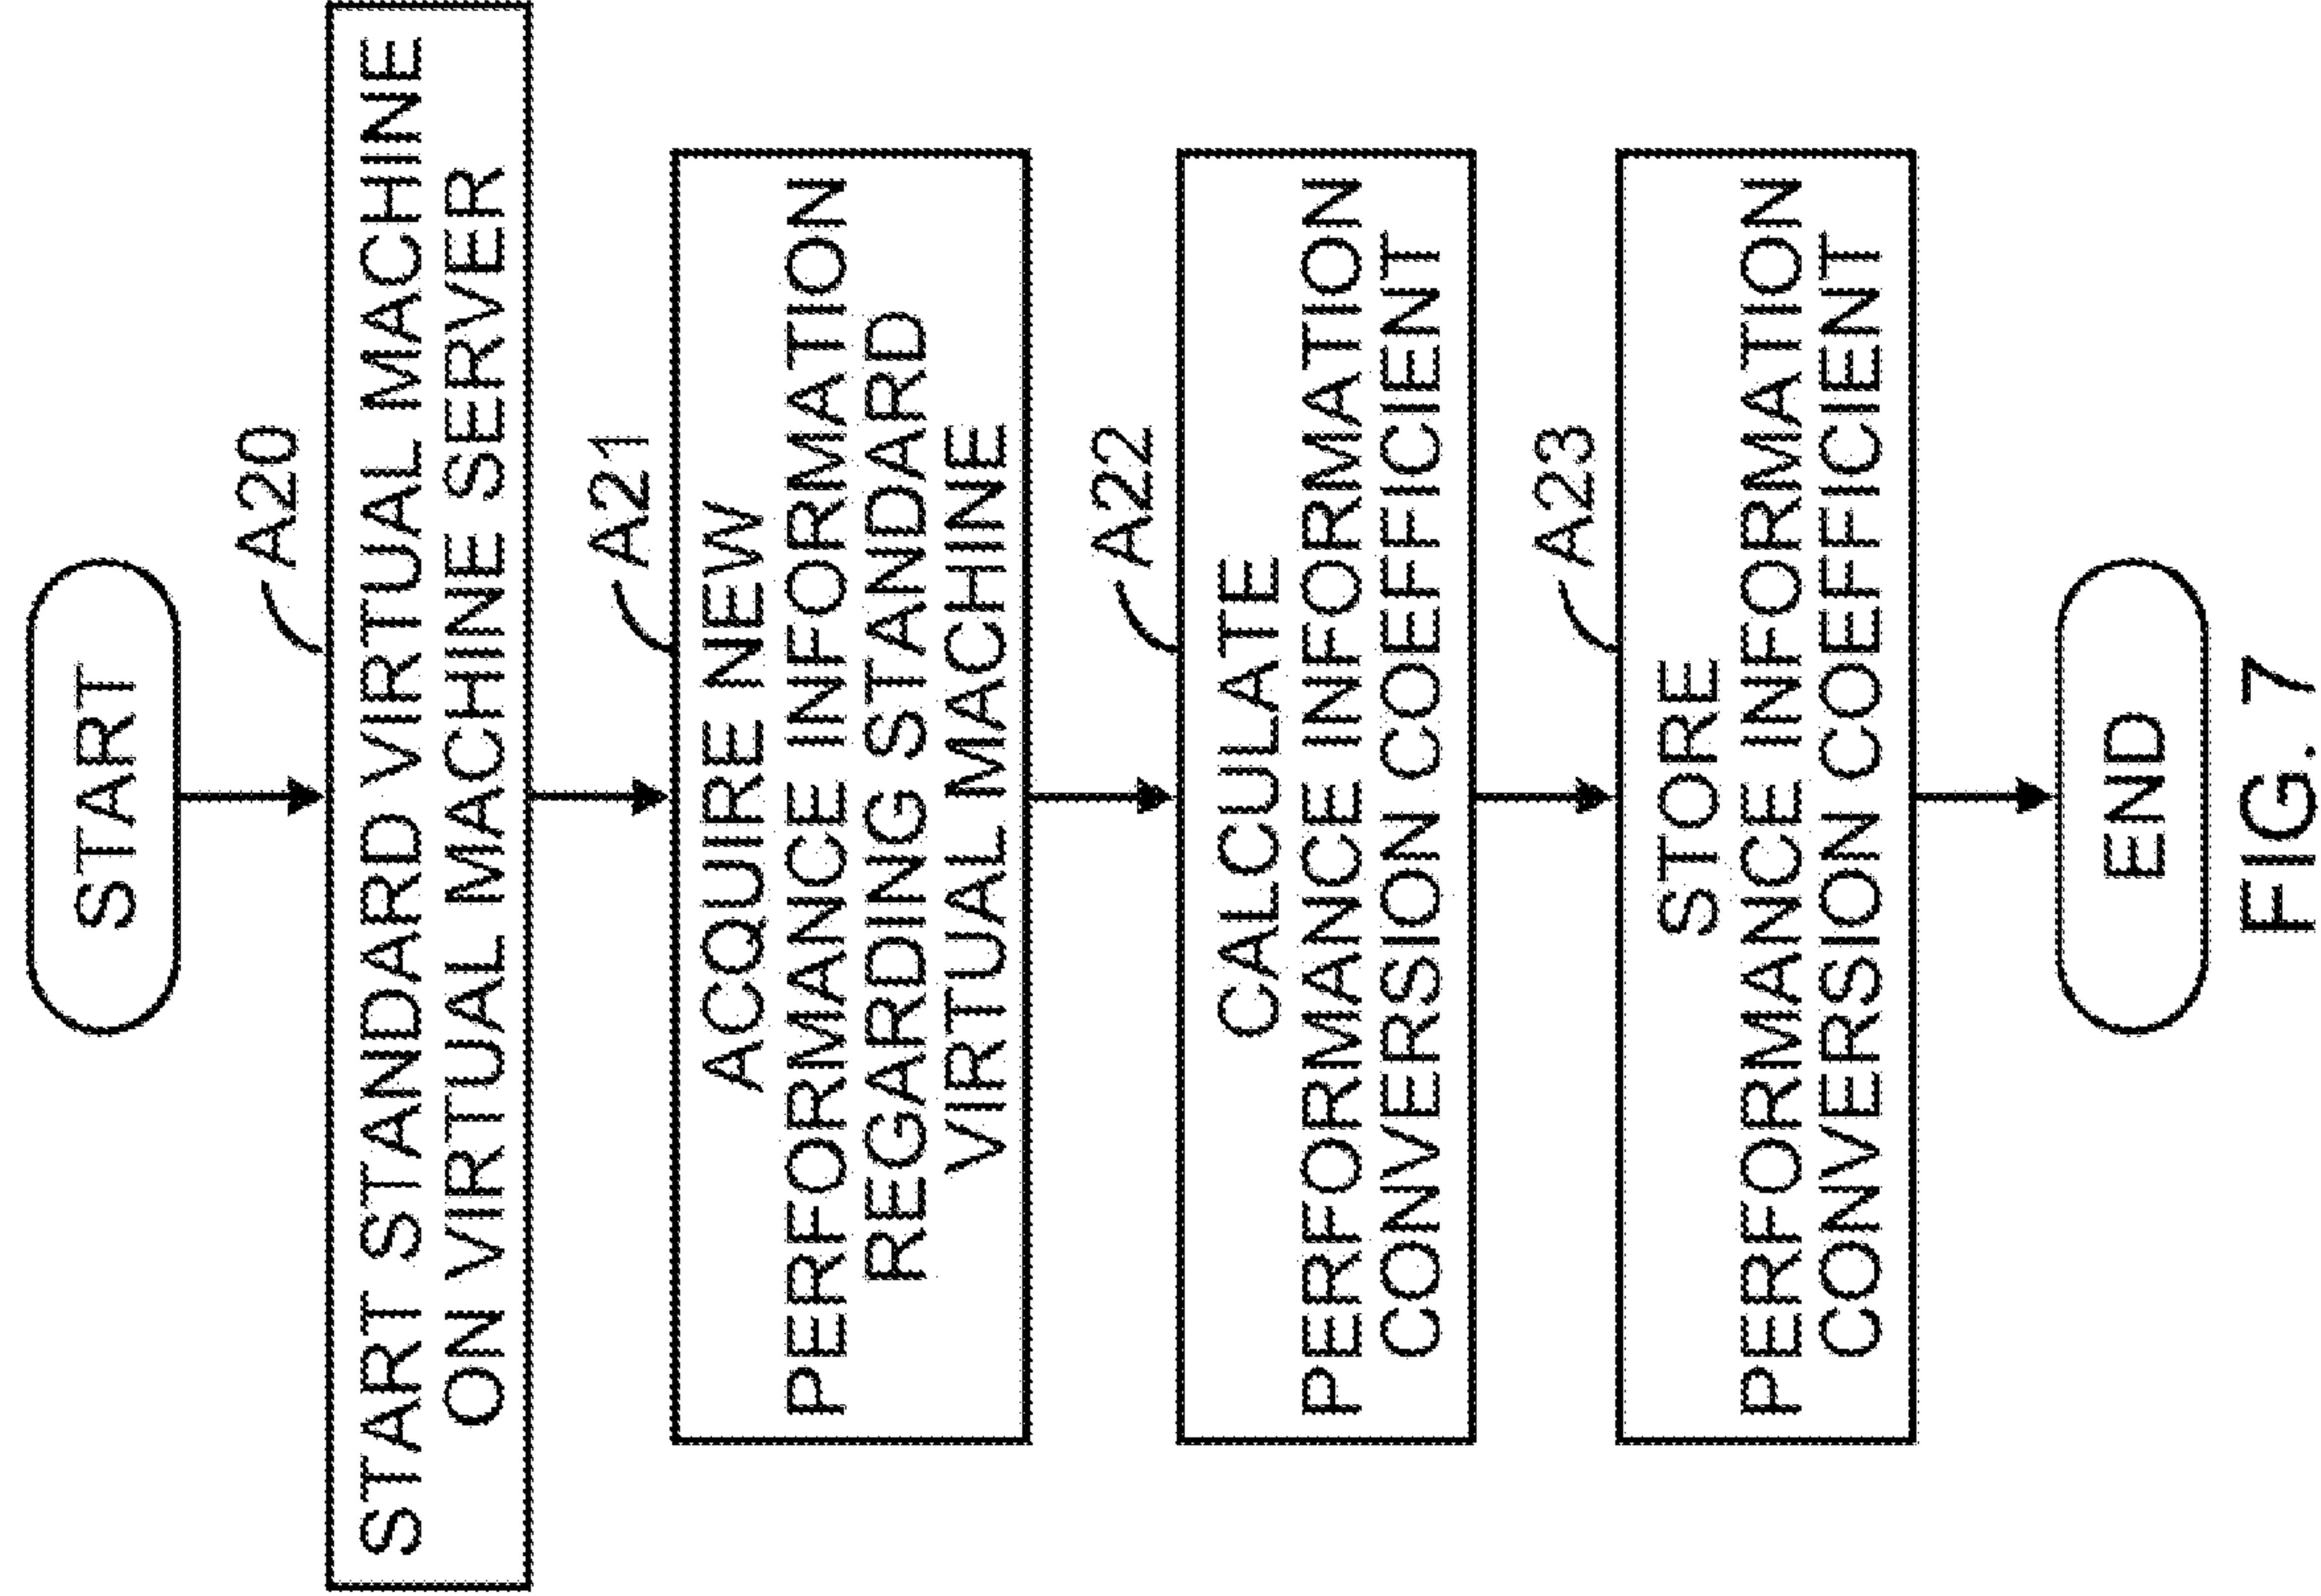 START
A20
START STANDARD VIRTUAL MACHINE
ON VIRTUAL MACHINE SERVER
A21
ACQUIRE NEW
PERFORMANCE INFORMATION
REGARDING STANDARD
VIRTUAL MACHINE
A22
CALCULATE
PERFORMANCE INFORMATION
CONVERSION COEFFICIENT
A23
STORE
PERFORMANCE INFORMATION
CONVERSION COEFFICIENT
END
FIG. 7